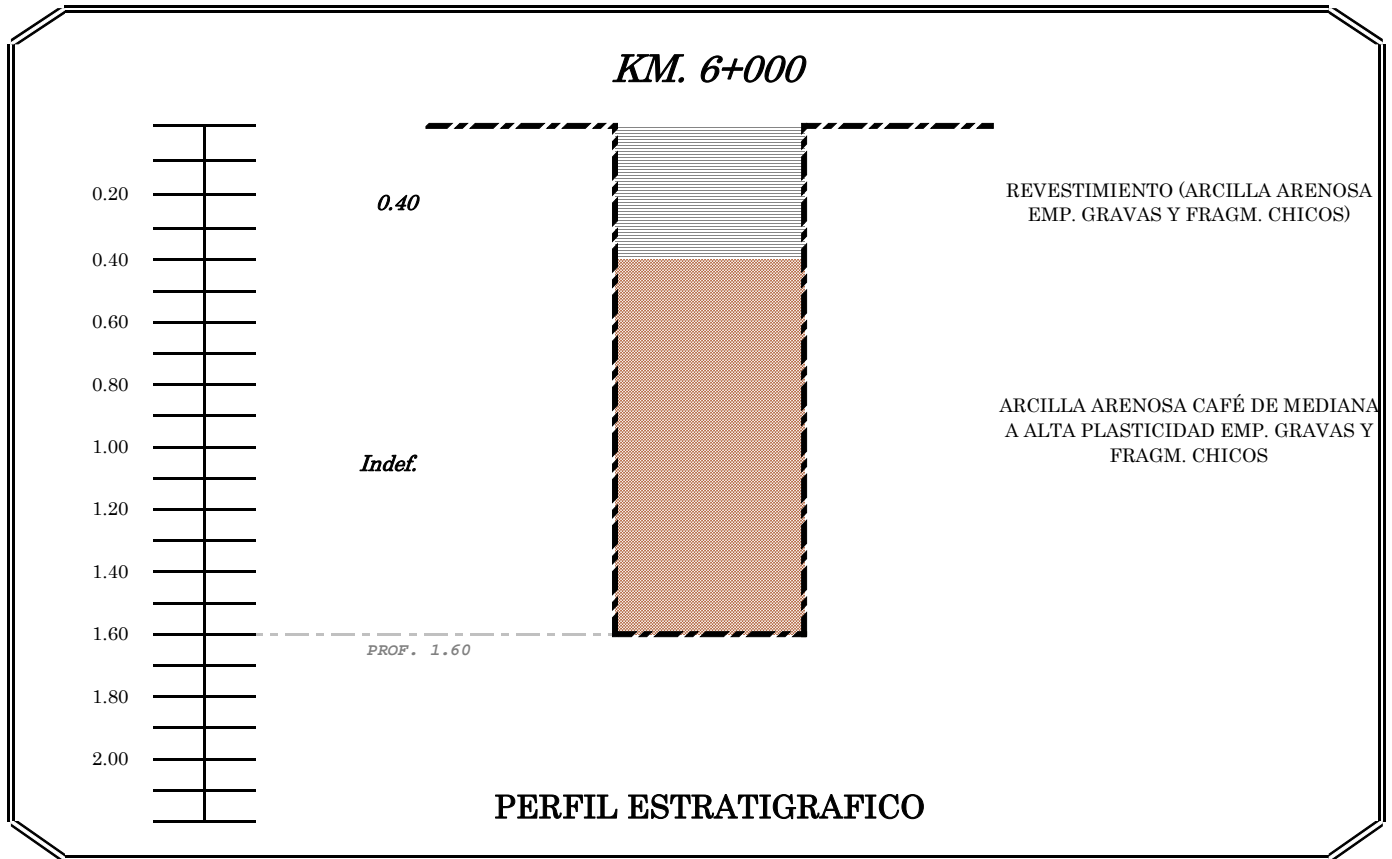 KM. 6+000
0.20
0.40
REVESTIMIENTO (ARCILLA ARENOSA
EMP. GRAVAS Y FRAGM. CHICOS)
0.40
0.60
0.80
ARCILLA ARENOSA CAFÉ DE MEDIANA
A ALTA PLASTICIDAD EMP. GRAVAS Y
FRAGM. CHICOS
1.00
Indef.
1.20
1.40
1.60
PROF. 1.60
1.80
2.00
PERFIL ESTRATIGRAFICO